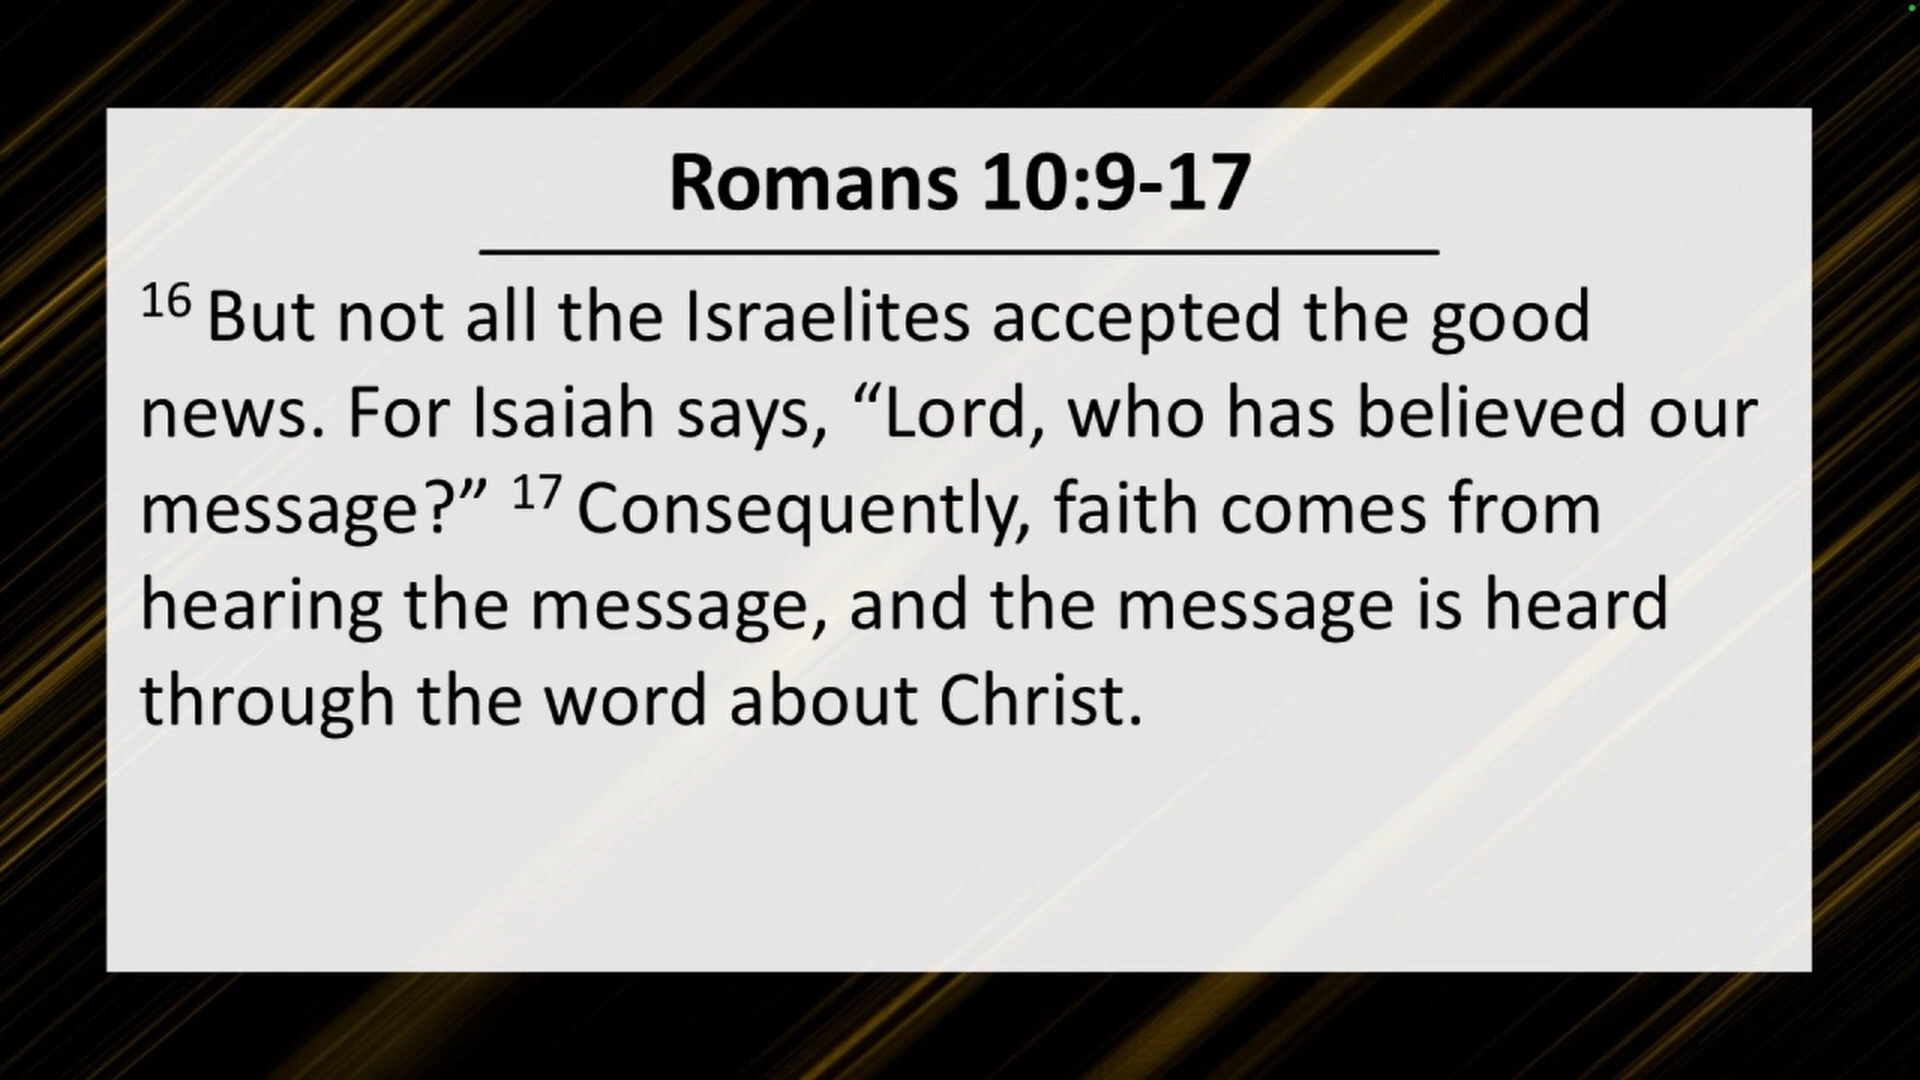 Romans 10:9-17
16 But not all the Israelites accepted the good
news. For Isaiah says, “Lord, who has believed our
message?” 17 Consequently, faith comes from
hearing the message, and the message is heard
through the word about Christ.